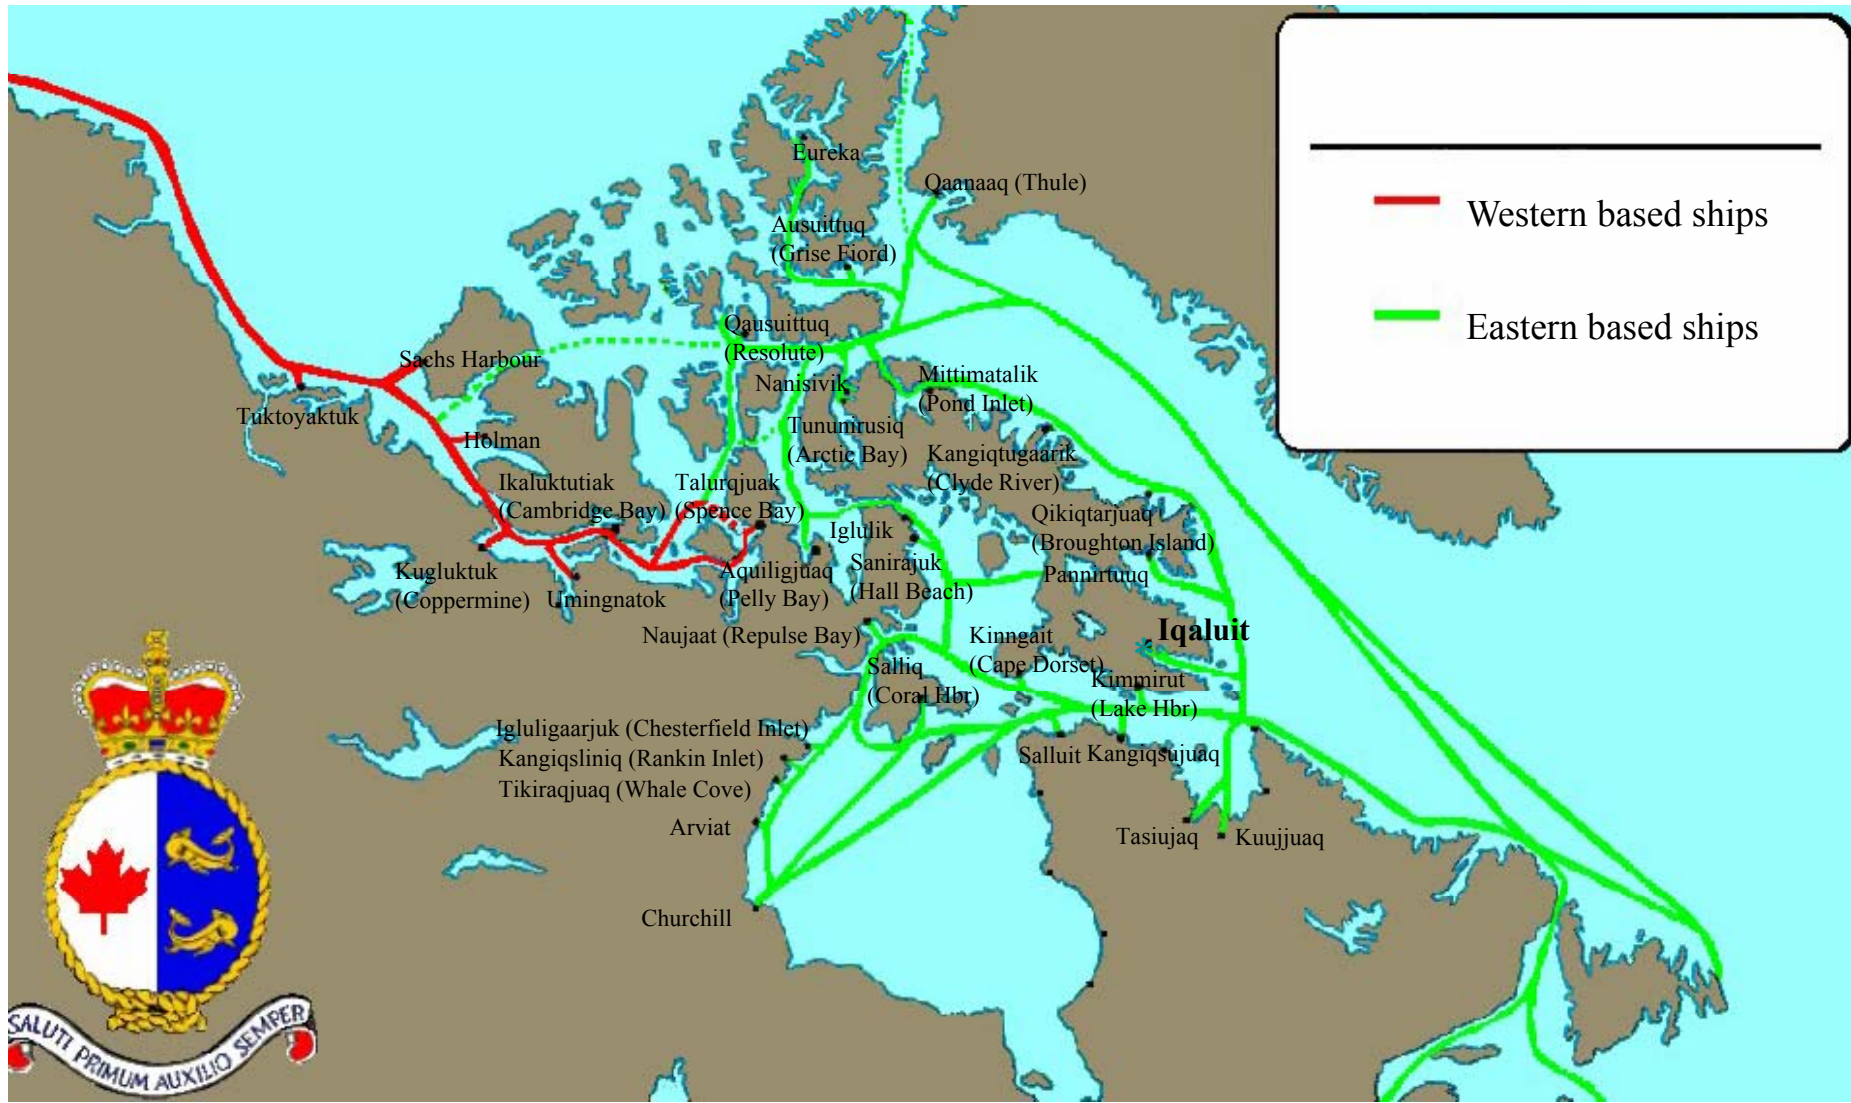 Western based ships
Eastern based ships
Eureka
Qaanaaq (Thule)
Ausuittuq
(Grise Fiord)
Qausuittuq
(Resolute)
Sachs Harbour
Nanisivik
Mittimatalik
(Pond Inlet)
Tuktoyaktuk
Holman
Tununirusiq
(Arctic Bay)
Kangiqtugaarik
(Clyde River)
Ikaluktutiak
(Cambridge Bay)
Talurqjuak
(Spence Bay)
Qikiqtarjuaq
(Broughton Island)
Iglulik
Kugluktuk
(Coppermine)
Umingnatok
Aquiligjuaq
(Pelly Bay)
Sanirajuk
(Hall Beach)
Pannirtuuq
Naujaat (Repulse Bay)
Kinngait
(Cape Dorset)
Iqaluit
Salliq
(Coral Hbr)
Kimmirut
(Lake Hbr)
Igluligaarjuk (Chesterfield Inlet)
Kangiqsliniq (Rankin Inlet)
Tikiraqjuaq (Whale Cove)
Salluit
Kangiqsujuaq
Arviat
Tasiujaq
Kuujjuaq
Churchill
SALUTI PRIMUM AUXILIO SEMPER